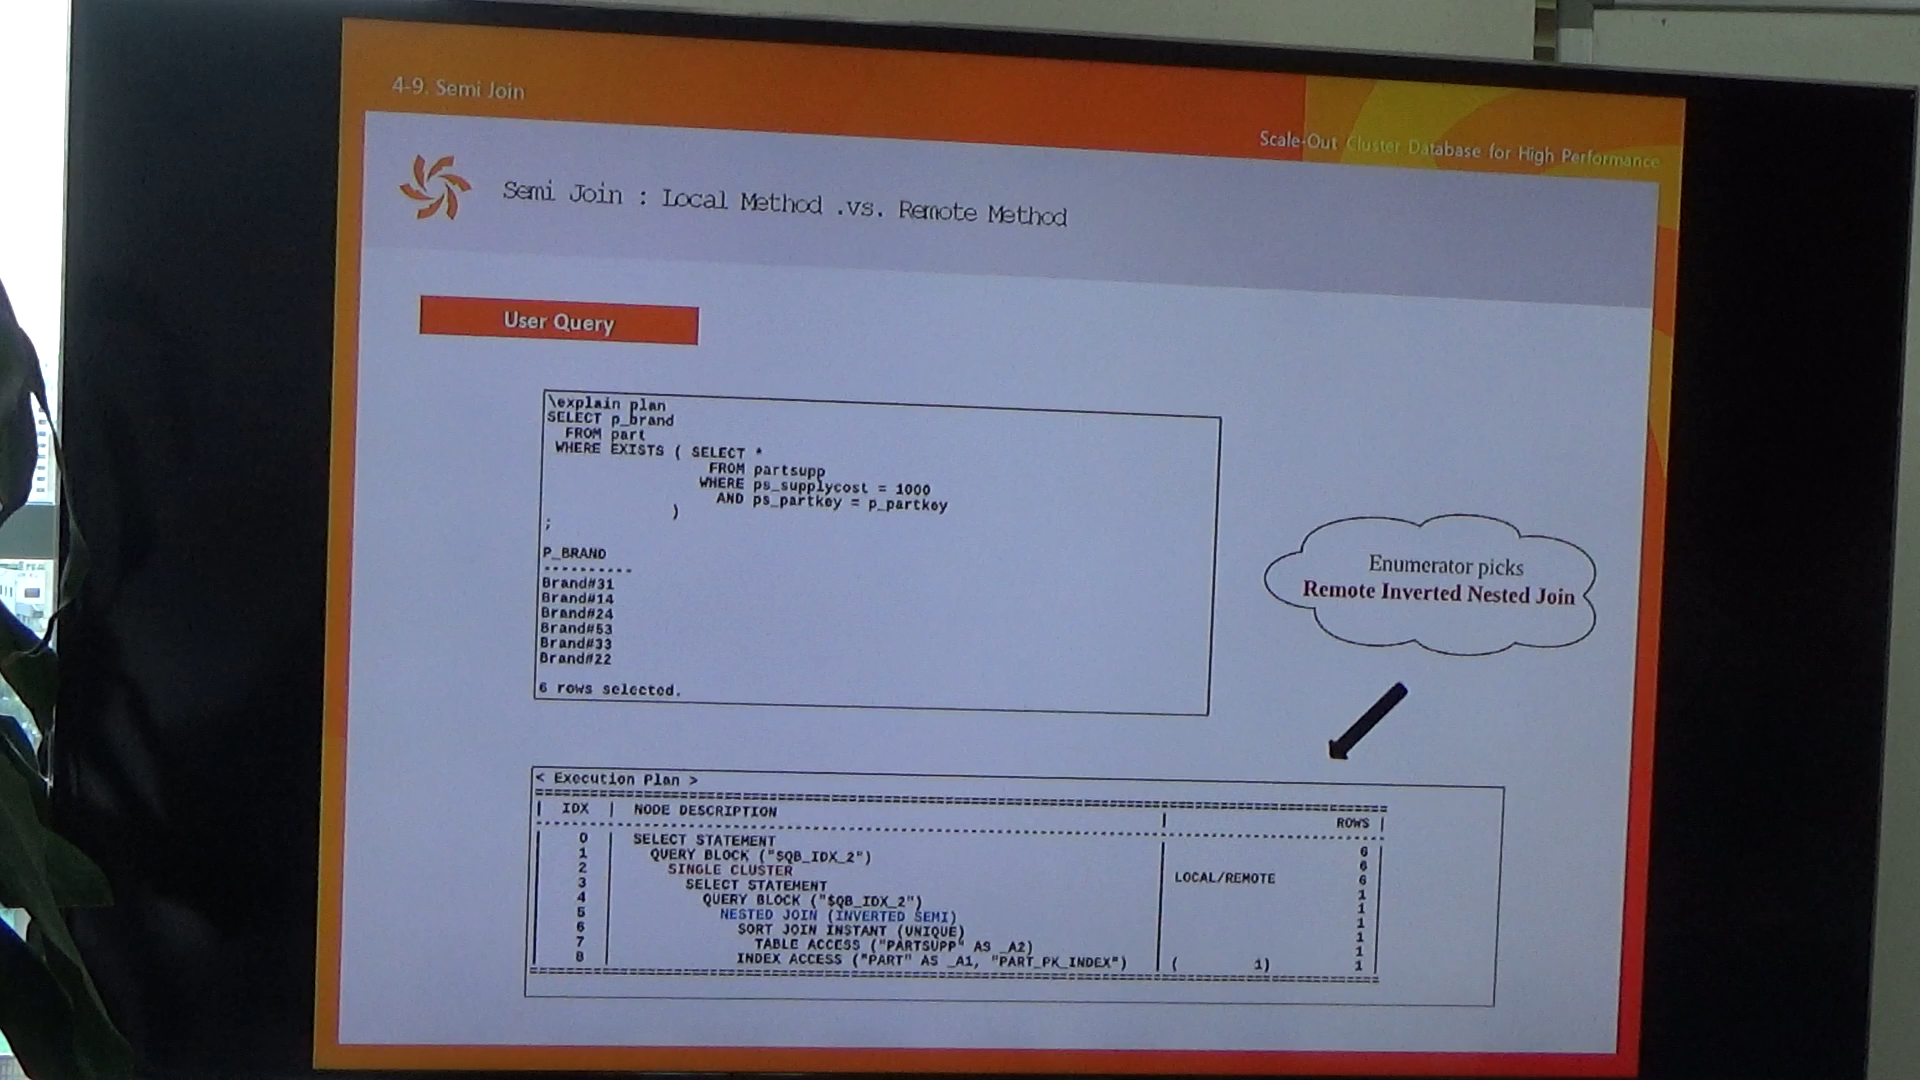 4-9. Semi Join
Scale-Out Cluster Database for High Performance
Semi Join : Local Method .vs. Remote Method
User Query
\explain plan
SELECT p_brand
FROM part
WHERE EXISTS ( SELECT *
FROM partsupp
WHERE ps_supplycost = 1000
AND ps_partkey = p_partkey
)
;
P_BRAND
----------
Brand#31
Brand#14
Brand#24
Brand#53
Brand#33
Brand#22
6 rows selected.
Enumerator picks
Remote Inverted Nested Join
< Execution Plan >
| IDX | NODE DESCRIPTION | ROWS |
| 0 | SELECT STATEMENT | 6 |
| 1 | QUERY BLOCK ("$QB_IDX_2") | 6 |
| 2 | SINGLE CLUSTER | LOCAL/REMOTE 6 |
| 3 | SELECT STATEMENT | 1 |
| 4 | QUERY BLOCK ("$QB_IDX_2") | 1 |
| 5 | NESTED JOIN (INVERTED SEMI) | 1 |
| 6 | SORT JOIN INSTANT (UNIQUE) | 1 |
| 7 | TABLE ACCESS ("PARTSUPP" AS _A2) | 1 |
| 8 | INDEX ACCESS ("PART" AS _A1, "PART_PK_INDEX") | ( 1) 1 |